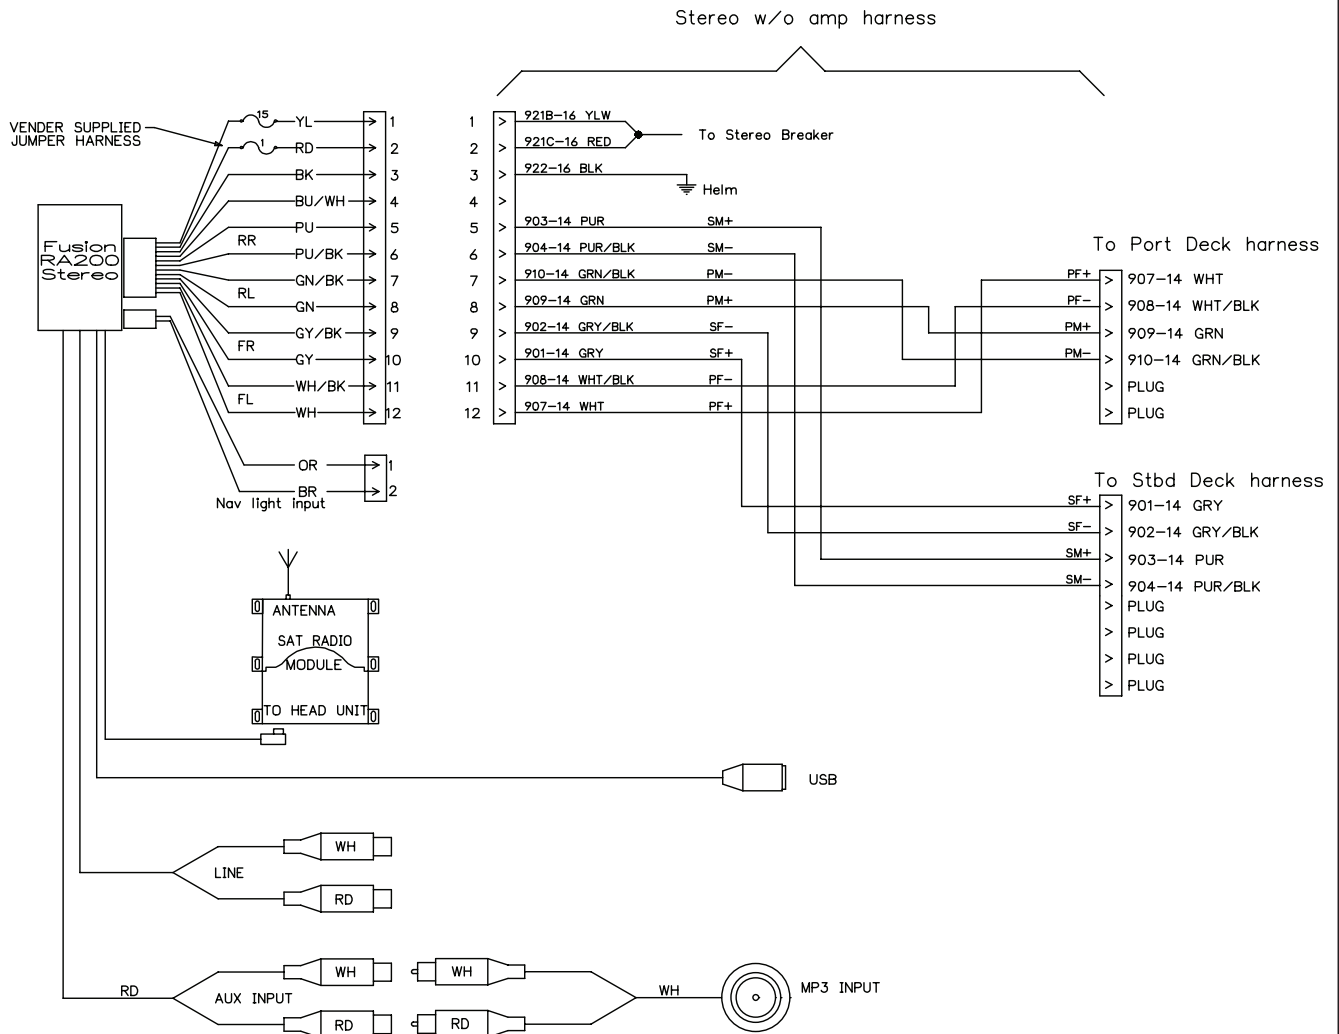 Stereo w/o amp harness
VENDER SUPPLIED
JUMPER HARNESS
15
YL
1
1
921B-16 YLW
To Stereo Breaker
1
RD
2
2
921C-16 RED
BK
3
3
922-16 BLK
Helm
BU/WH
4
4
Fusion
RA200
Stereo
PU
5
5
903-14 PUR
SM+
RR
PU/BK
6
6
904-14 PUR/BLK
SM-
GN/BK
7
7
910-14 GRN/BLK
PM-
RL
GN
8
8
909-14 GRN
PM+
GY/BK
9
9
902-14 GRY/BLK
SF-
FR
GY
10
10
901-14 GRY
SF+
WH/BK
11
11
908-14 WHT/BLK
PF-
FL
WH
12
12
907-14 WHT
PF+
To Port Deck harness
PF+
907-14 WHT
PF-
908-14 WHT/BLK
PM+
909-14 GRN
PM-
910-14 GRN/BLK
PLUG
PLUG
OR
1
BR
2
Nav light input
To Stbd Deck harness
SF+
901-14 GRY
SF-
902-14 GRY/BLK
SM+
903-14 PUR
SM-
904-14 PUR/BLK
PLUG
PLUG
PLUG
PLUG
ANTENNA
SAT RADIO
MODULE
TO HEAD UNIT
USB
WH
LINE
RD
RD
AUX INPUT
WH
RD
WH
RD
WH
MP3 INPUT